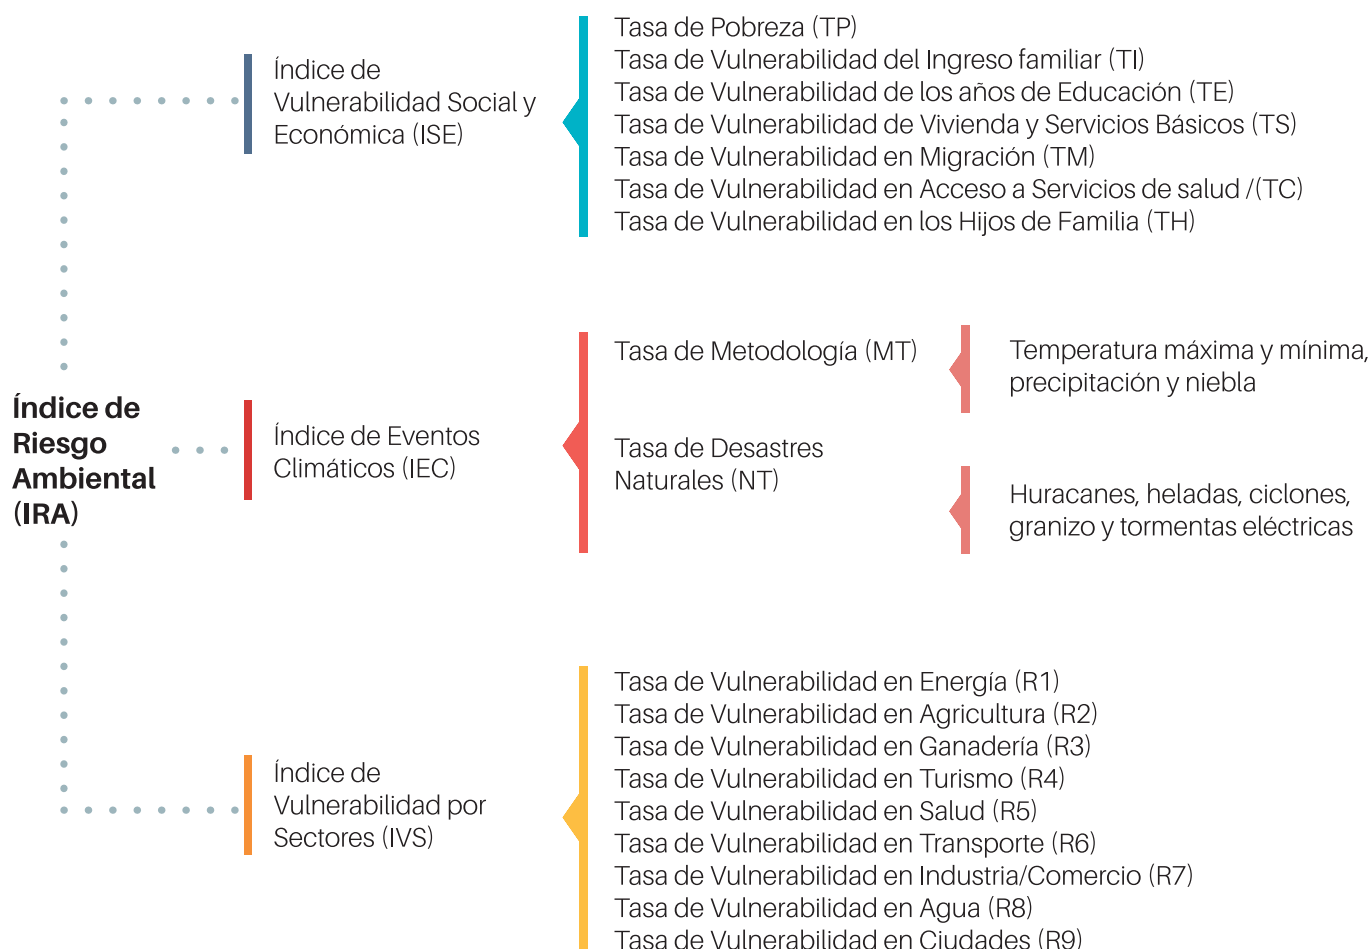 Índice de
Riesgo
Ambiental
(IRA)
Índice de
Vulnerabilidad Social y
Económica (ISE)
Tasa de Pobreza (TP)
Tasa de Vulnerabilidad del Ingreso familiar (TI)
Tasa de Vulnerabilidad de los años de Educación (TE)
Tasa de Vulnerabilidad de Vivienda y Servicios Básicos (TS)
Tasa de Vulnerabilidad en Migración (TM)
Tasa de Vulnerabilidad en Acceso a Servicios de salud /(TC)
Tasa de Vulnerabilidad en los Hijos de Familia (TH)
Índice de Eventos
Climáticos (IEC)
Tasa de Metodología (MT)
Temperatura máxima y mínima,
precipitación y niebla
Tasa de Desastres
Naturales (NT)
Huracanes, heladas, ciclones,
granizo y tormentas eléctricas
Índice de
Vulnerabilidad por
Sectores (IVS)
Tasa de Vulnerabilidad en Energía (R1)
Tasa de Vulnerabilidad en Agricultura (R2)
Tasa de Vulnerabilidad en Ganadería (R3)
Tasa de Vulnerabilidad en Turismo (R4)
Tasa de Vulnerabilidad en Salud (R5)
Tasa de Vulnerabilidad en Transporte (R6)
Tasa de Vulnerabilidad en Industria/Comercio (R7)
Tasa de Vulnerabilidad en Agua (R8)
Tasa de Vulnerabilidad en Ciudades (R9)